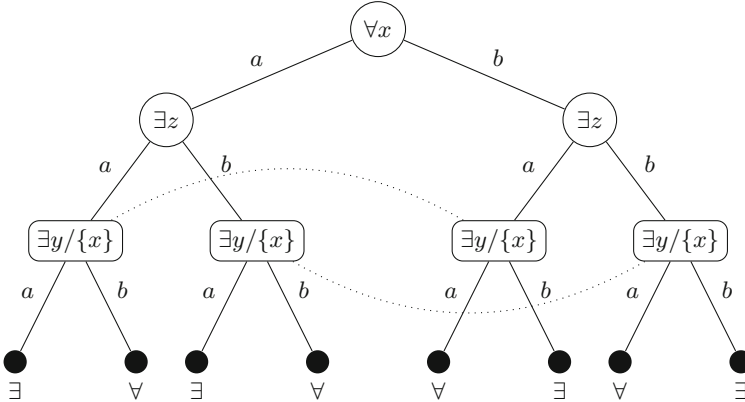 ∀x
a b
∃z ∃z
a b a b
∃y/{x} ∃y/{x} ∃y/{x} ∃y/{x}
a b a b a b a b
∃ ∀ ∃ ∀ ∀ ∃ ∀ ∃